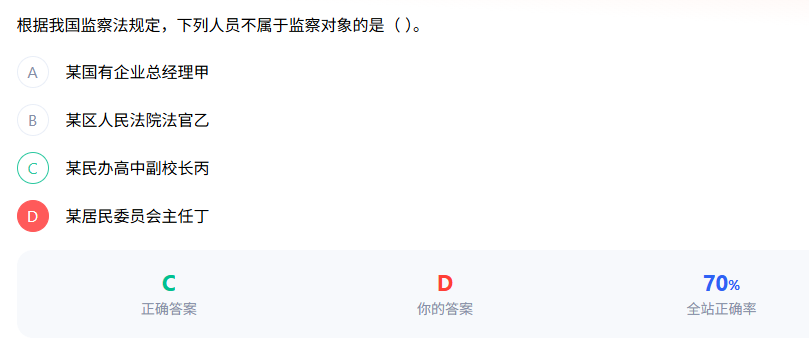 根据我国监察法规定，下列人员不属于监察对象的是（ ）。
A 某国有企业总经理甲
B 某区人民法院法官乙
C 某民办高中副校长丙
D 某居民委员会主任丁
C D 70%
正确答案 你的答案 全站正确率